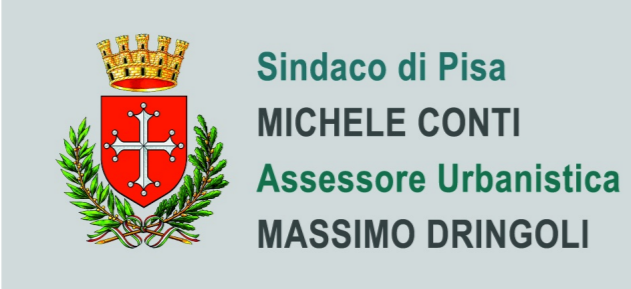 Sindaco di Pisa
MICHELE CONTI
Assessore Urbanistica
MASSIMO DRINGOLI